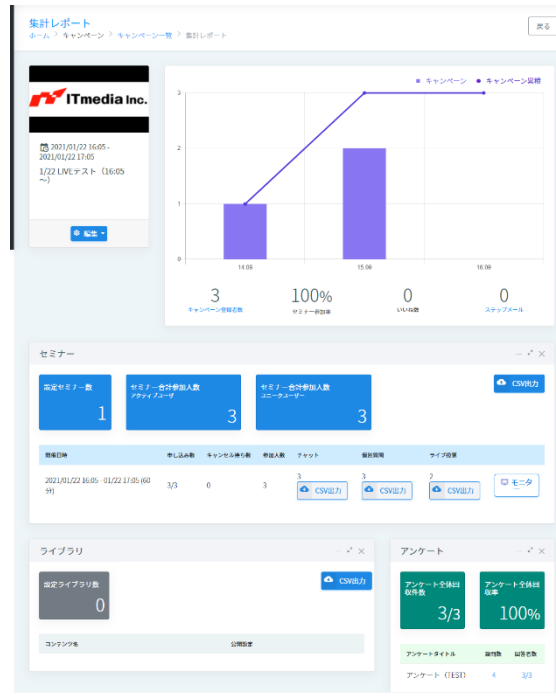 集計レポート
ホーム > キャンペーン > キャンペーン一覧 > 集計レポート
戻る
ITmedia Inc.
2021/01/22 16:05 -
2021/01/22 17:05
1/22 LIVEテスト（16:05
～）
編集
キャンペーン キャンペーン累積
3
2
1
0
14:00 15:00 16:00
3 100% 0 0
キャンペーン登録者数 セミナー参加率 いいね数 ステップメール
セミナー
設定セミナー数
1
セミナー合計参加人数
アクティブユーザ
3
セミナー合計参加人数
ユニークユーザー
3
CSV出力
開催日時 申し込み数 キャンセル待ち数 参加人数 チャット 個別質問 ライブ投票
2021/01/22 16:05 - 01/22 17:05 (60
分)
3/3 0 3
3 CSV出力
3 CSV出力
2 CSV出力
モニタ
ライブラリ
設定ライブラリ数
0
CSV出力
コンテンツ名 公開設定
アンケート
アンケート全体回
収件数
3/3
アンケート全体回
収率
100%
アンケートタイトル 設問数 回答者数
アンケート（TEST） 4 3/3